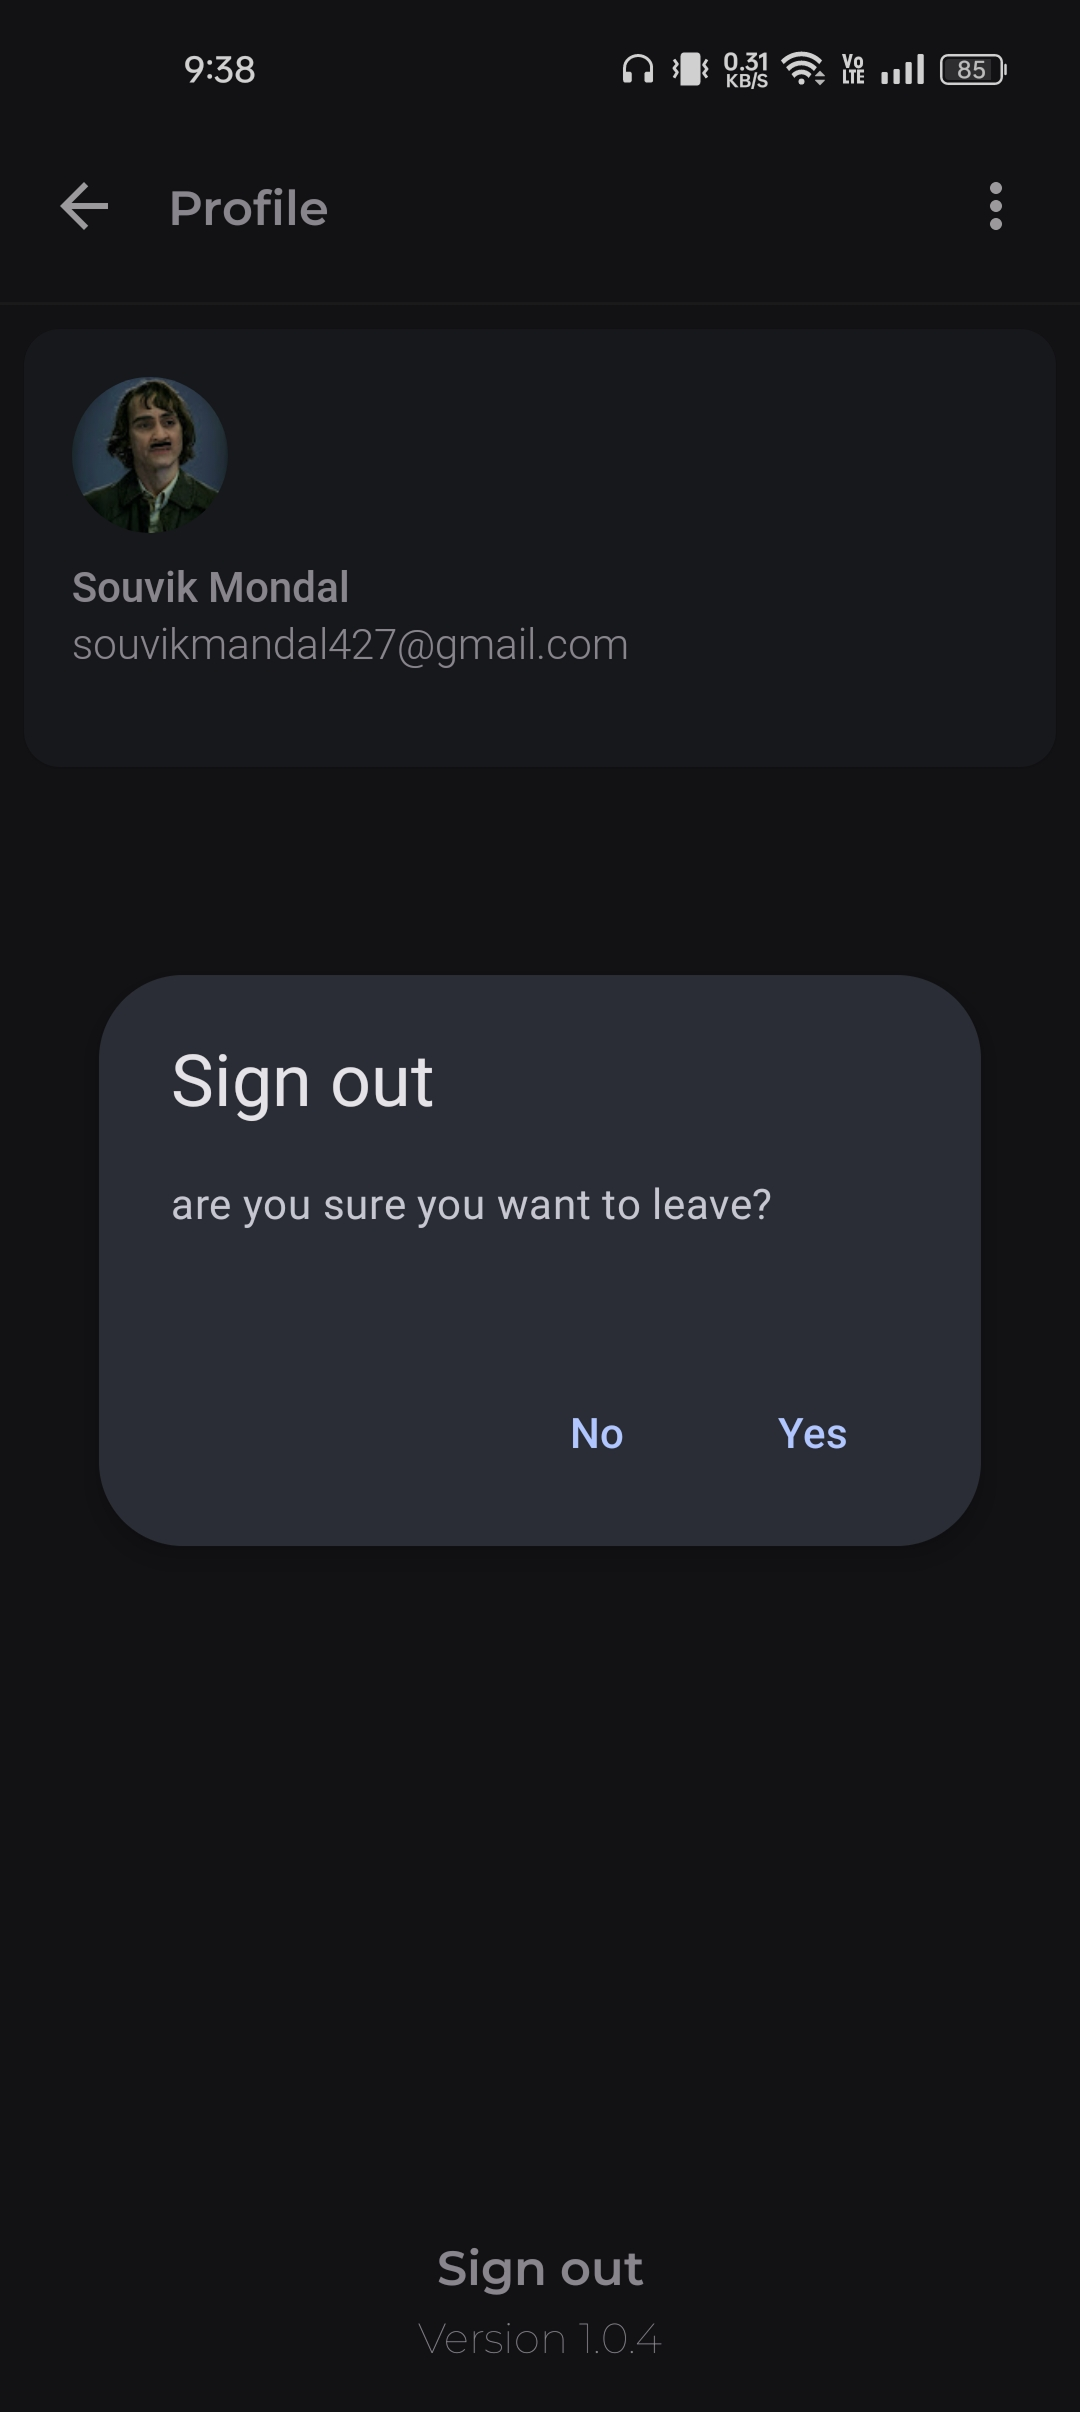 9:38
0.31
KB/S
Vo
LTE
85
Profile
Souvik Mondal
souvikmandal427@gmail.com
Sign out
are you sure you want to leave?
No Yes
Sign out
Version 1.0.4